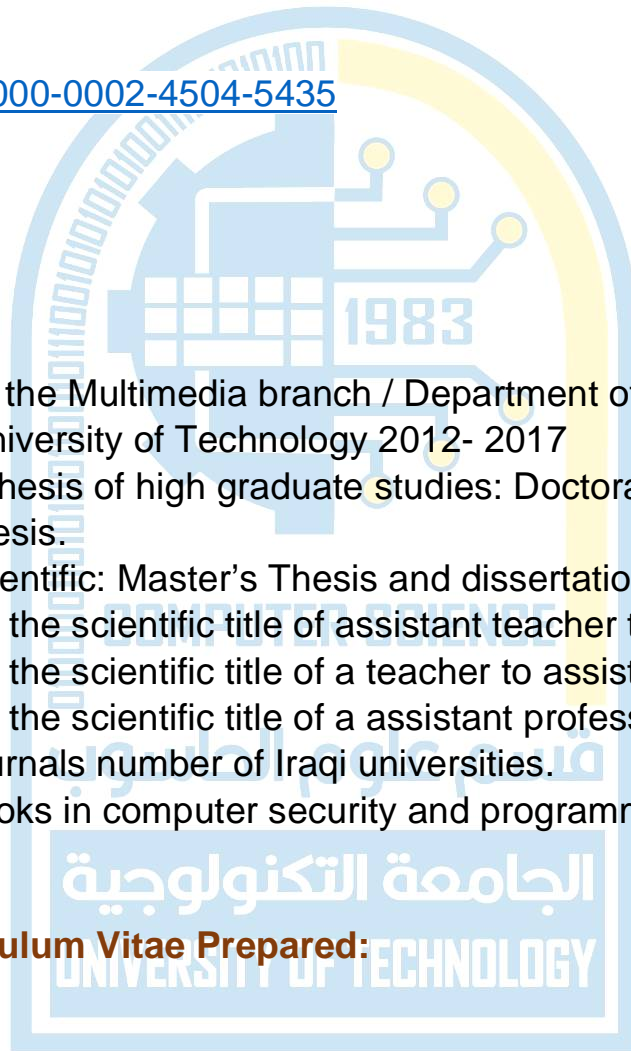 000-0002-4504-5435
1983
the Multimedia branch / Department of
niversity of Technology 2012- 2017
hesis of high graduate studies: Doctora
esis.
entific: Master’s Thesis and dissertatio
the scientific title of assistant teacher t
COMPUTER SCIENCE
the scientific title of a teacher to assist
the scientific title of a assistant profess
قسم علوم الحاسوب
urnals number of Iraqi universities.
oks in computer security and programm
الجامعة التكنولوجية
ulum Vitae Prepared:
UNIVERSITY OF TECHNOLOGY